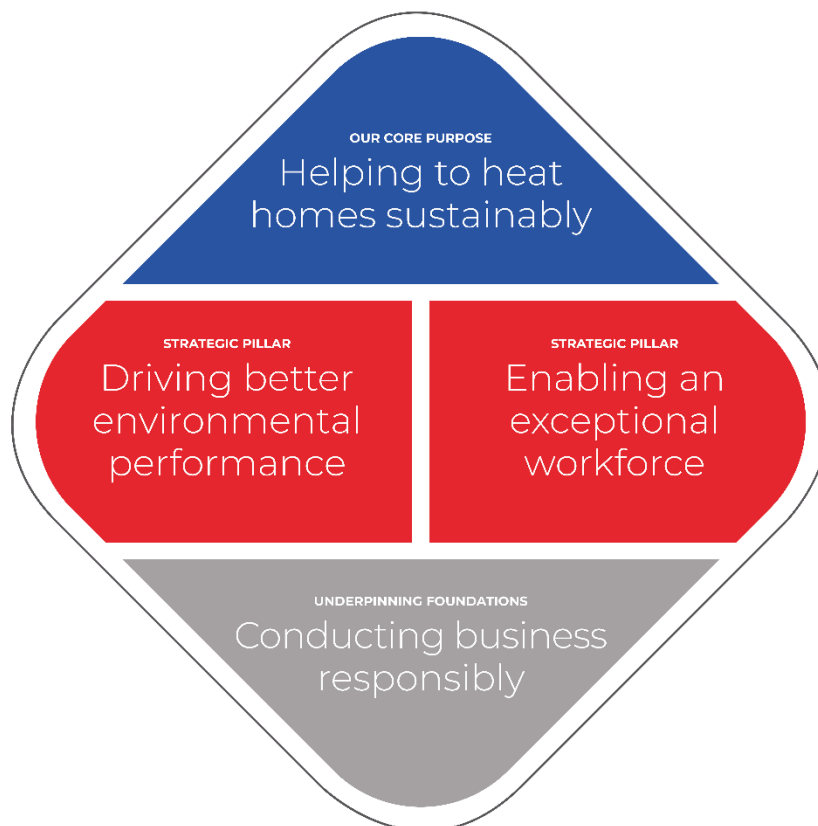 OUR CORE PURPOSE
Helping to heat
homes sustainably
STRATEGIC PILLAR
Driving better
environmental
performance
STRATEGIC PILLAR
Enabling an
exceptional
workforce
UNDERPINNING FOUNDATIONS
Conducting business
responsibly